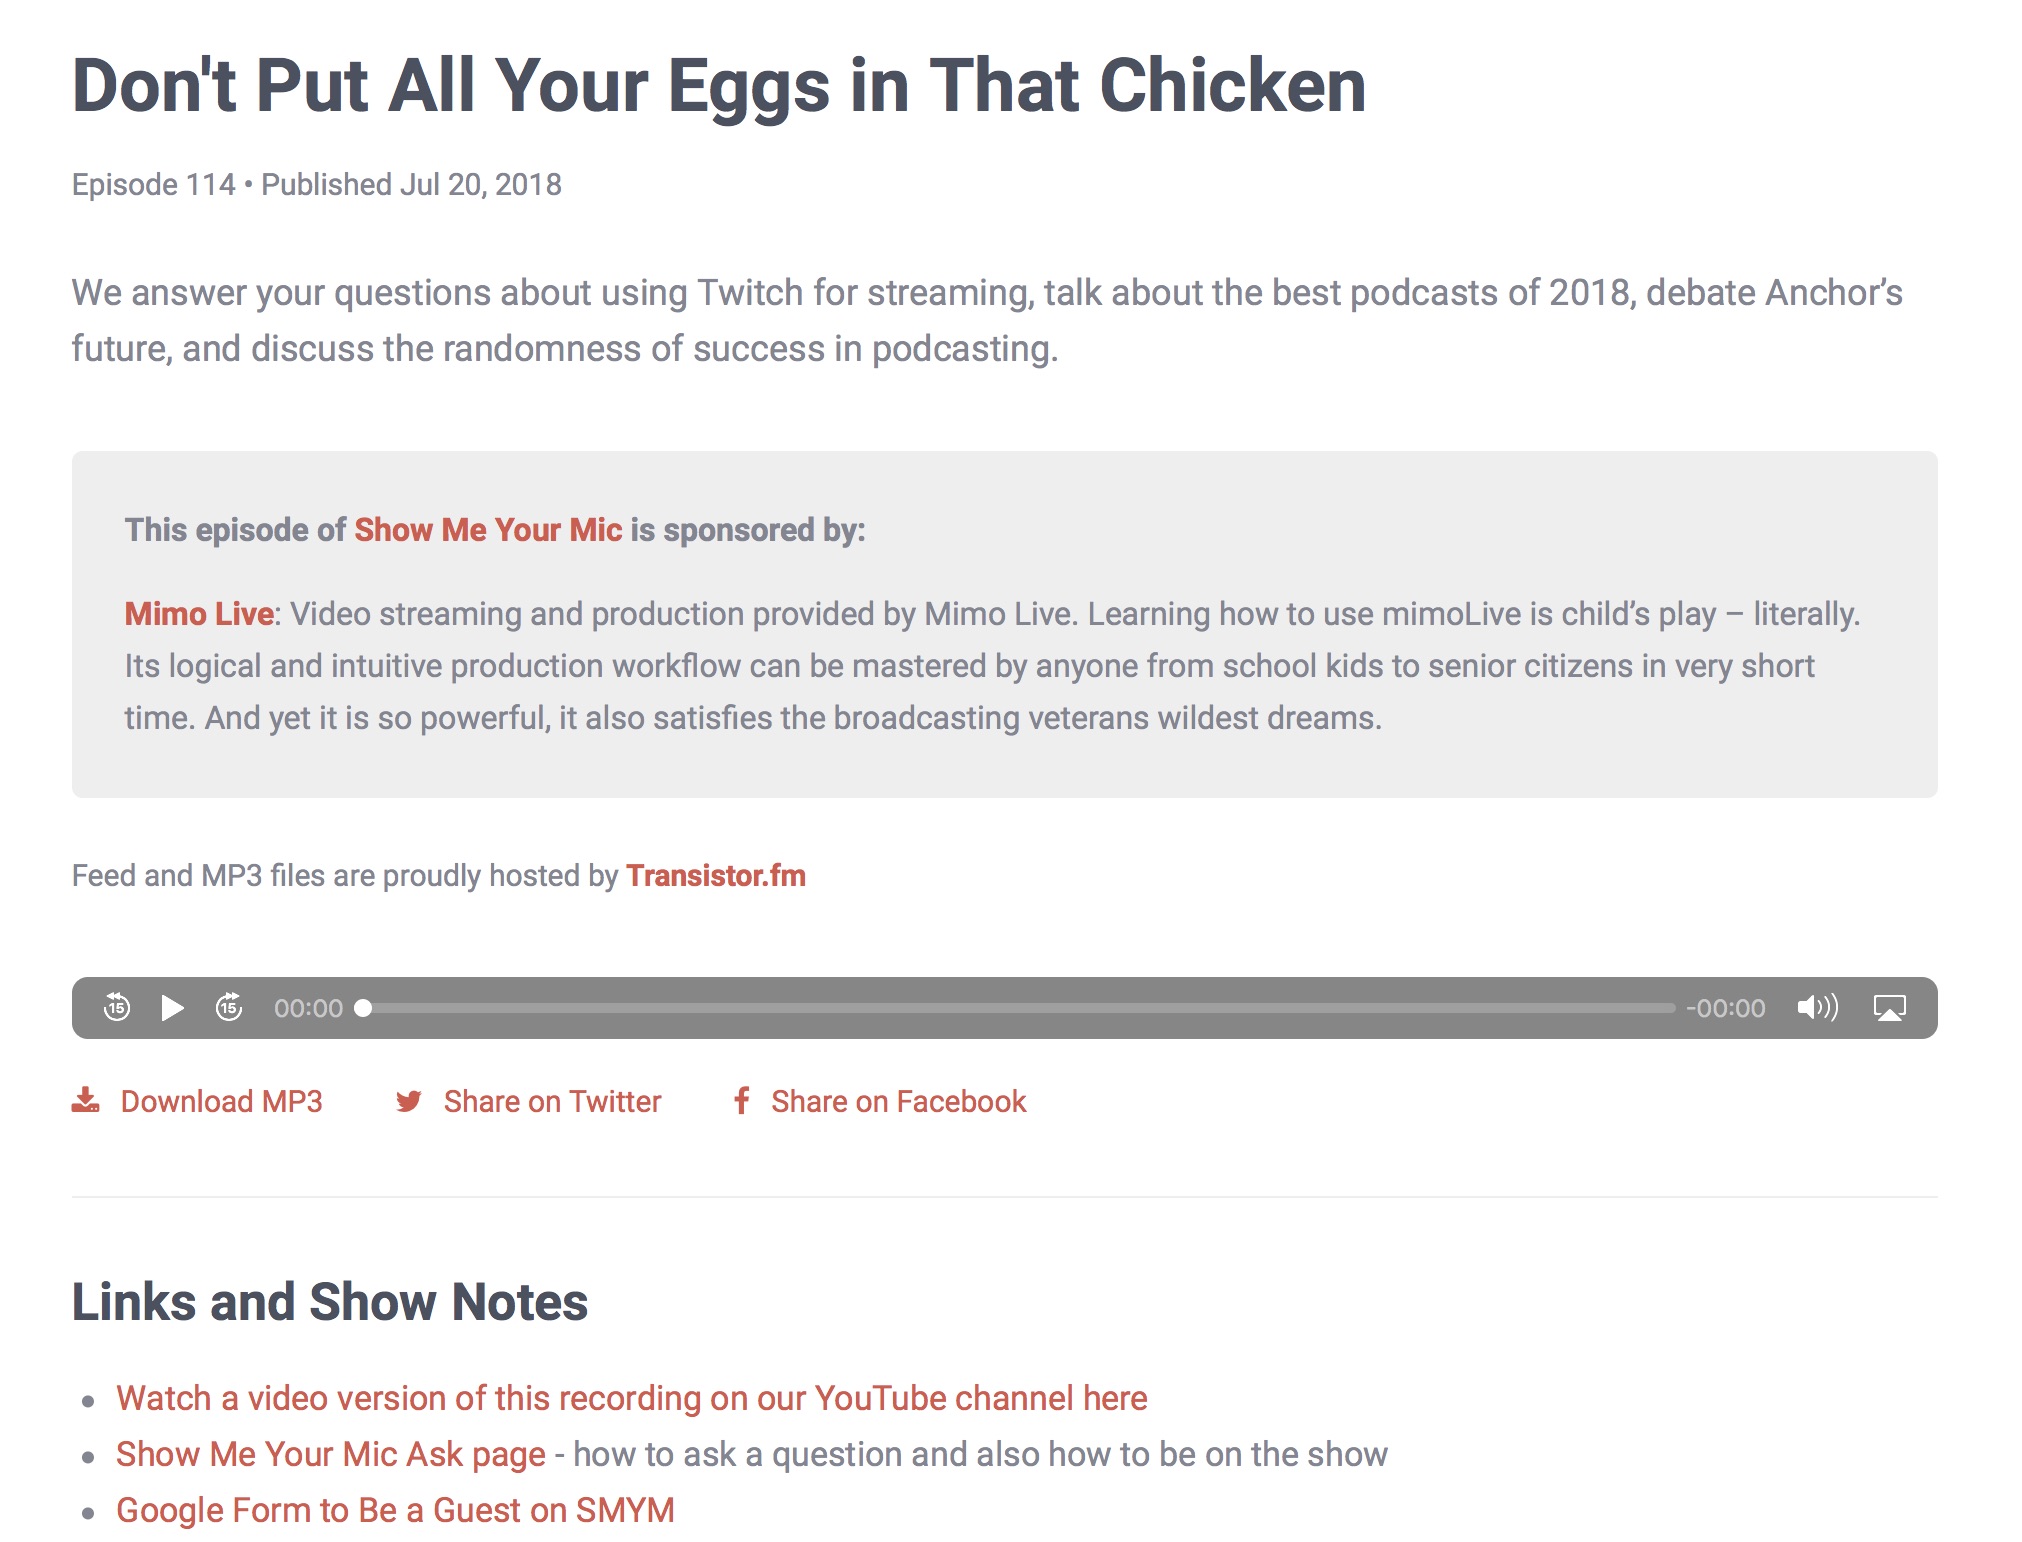 Don't Put All Your Eggs in That Chicken
Episode 114 • Published Jul 20, 2018
We answer your questions about using Twitch for streaming, talk about the best podcasts of 2018, debate Anchor’s
future, and discuss the randomness of success in podcasting.
This episode of Show Me Your Mic is sponsored by:
Mimo Live: Video streaming and production provided by Mimo Live. Learning how to use mimoLive is child’s play – literally.
Its logical and intuitive production workflow can be mastered by anyone from school kids to senior citizens in very short
time. And yet it is so powerful, it also satisfies the broadcasting veterans wildest dreams.
Feed and MP3 files are proudly hosted by Transistor.fm
15 15 00:00 -00:00
Download MP3 Share on Twitter Share on Facebook
Links and Show Notes
• Watch a video version of this recording on our YouTube channel here
• Show Me Your Mic Ask page - how to ask a question and also how to be on the show
• Google Form to Be a Guest on SMYM